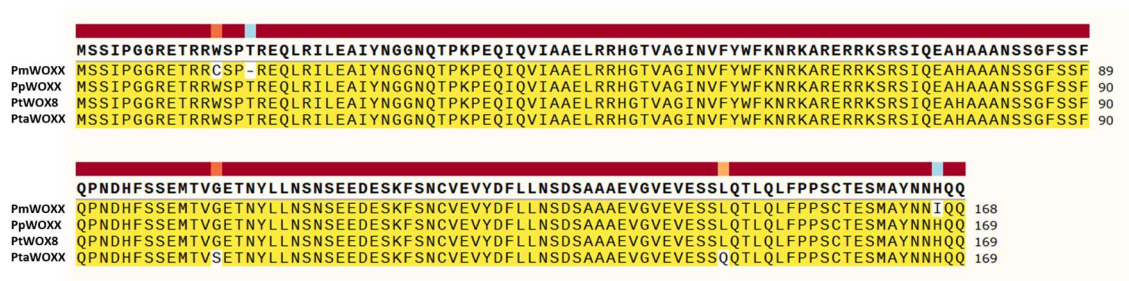 MSSIPGGRETRRWSPTREQLRILEAIYNGGNQTPKPEQIQVIAAELRRHGTVAGINVFYWFKNRKARERRKSRSIQEAHAAANSSGFSSF
PmWOXX MSSIPGGRETRRCSP-REQLRILEAIYNGGNQTPKPEQIQVIAAELRRHGTVAGINVFYWFKNRKARERRKSRSIQEAHAAANSSGFSSF 89
PpWOXX MSSIPGGRETRRWSPTREQLRILEAIYNGGNQTPKPEQIQVIAAELRRHGTVAGINVFYWFKNRKARERRKSRSIQEAHAAANSSGFSSF 90
PtWOX8 MSSIPGGRETRRWSPTREQLRILEAIYNGGNQTPKPEQIQVIAAELRRHGTVAGINVFYWFKNRKARERRKSRSIQEAHAAANSSGFSSF 90
PtaWOXX MSSIPGGRETRRWSPTREQLRILEAIYNGGNQTPKPEQIQVIAAELRRHGTVAGINVFYWFKNRKARERRKSRSIQEAHAAANSSGFSSF 90
QPNDHFSSEMTVGETNYLLNSNSEEDESKFSNCVEVYDFLLNSDSAAAEVGVEVESSLQTLQLFPPSCTESMAYNNHQQ
PmWOXX QPNDHFSSEMTVGETNYLLNSNSEEDESKFSNCVEVYDFLLNSDSAAAEVGVEVESSLQTLQLFPPSCTESMAYNNIQQ 168
PpWOXX QPNDHFSSEMTVGETNYLLNSNSEEDESKFSNCVEVYDFLLNSDSAAAEVGVEVESSLQTLQLFPPSCTESMAYNNHQQ 169
PtWOX8 QPNDHFSSEMTVGETNYLLNSNSEEDESKFSNCVEVYDFLLNSDSAAAEVGVEVESSLQTLQLFPPSCTESMAYNNHQQ 169
PtaWOXX QPNDHFSSEMTVSETNYLLNSNSEEDESKFSNCVEVYDFLLNSDSAAAEVGVEVESSQQTLQLFPPSCTESMAYNNHQQ 169